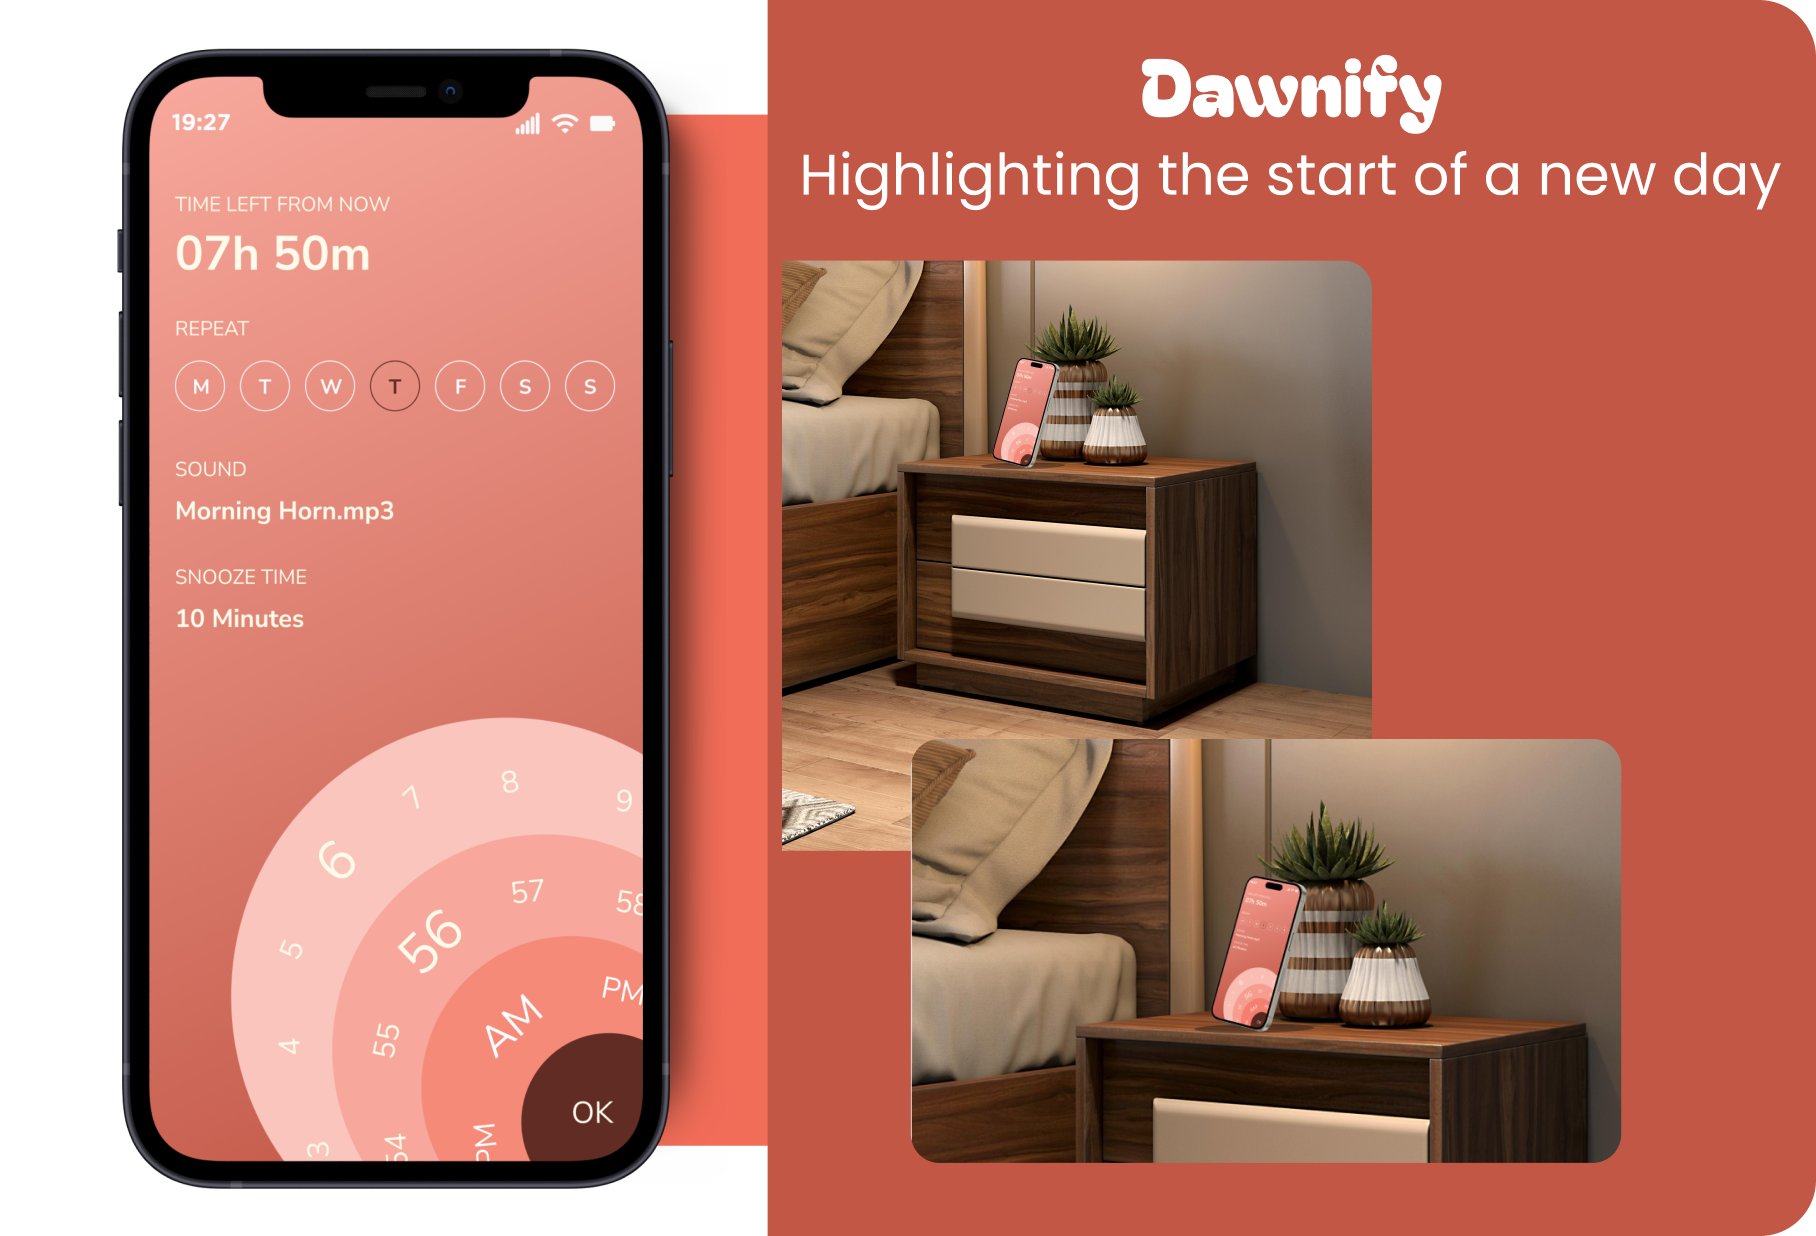 19:27
TIME LEFT FROM NOW
07h 50m
REPEAT
M T W T F S S
SOUND
Morning Horn.mp3
SNOOZE TIME
10 Minutes
7 8 9
6
57 58
56
5
PM
AM
55
4
OK
3 54 PM
Dawnify
Highlighting the start of a new day
07h 50m